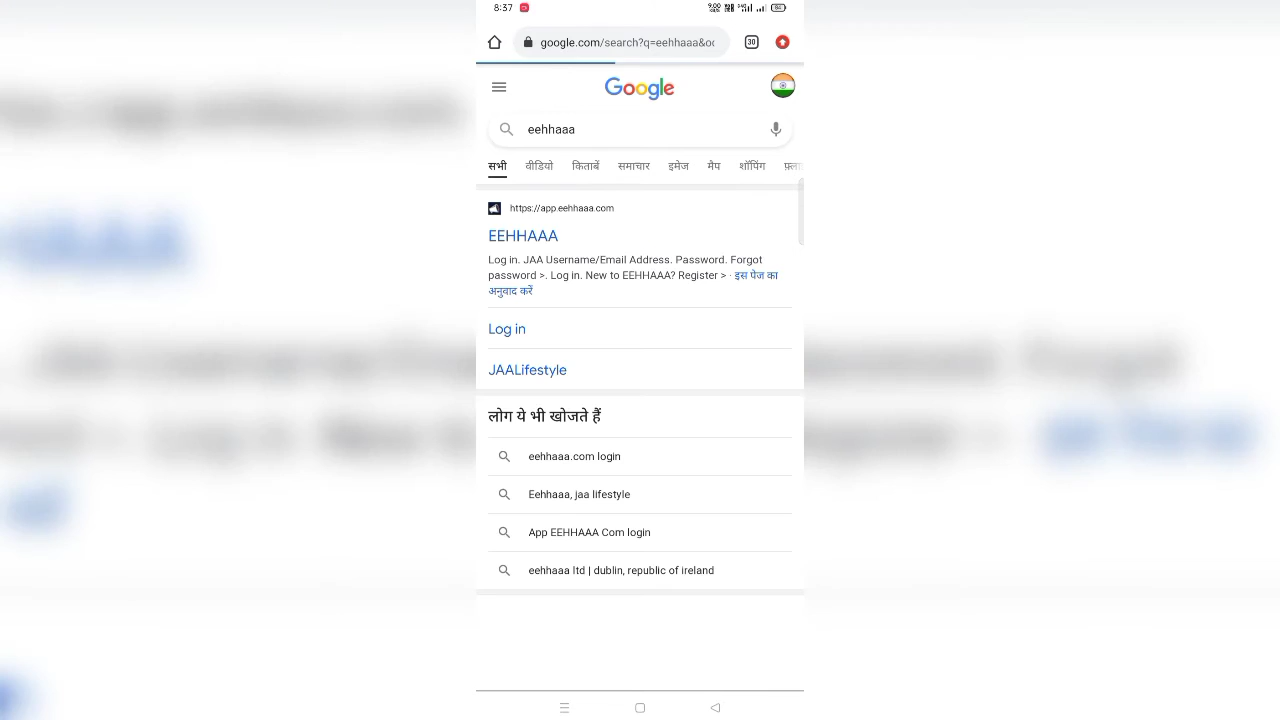 8:37
google.com/search?q=eehhaaa&oc
30
Google
eehhaaa
सभी वीडियो किताबें समाचार इमेज मैप शॉपिंग
https://app.eehhaaa.com
EEHHAAA
Log in. JAA Username/Email Address. Password. Forgot
password >. Log in. New to EEHHAAA? Register > · इस पेज का
अनुवाद करें
Log in
JAALifestyle
लोग ये भी खोजते हैं
eehhaaa.com login
Eehhaaa, jaa lifestyle
App EEHHAAA Com login
eehhaaa ltd | dublin, republic of ireland